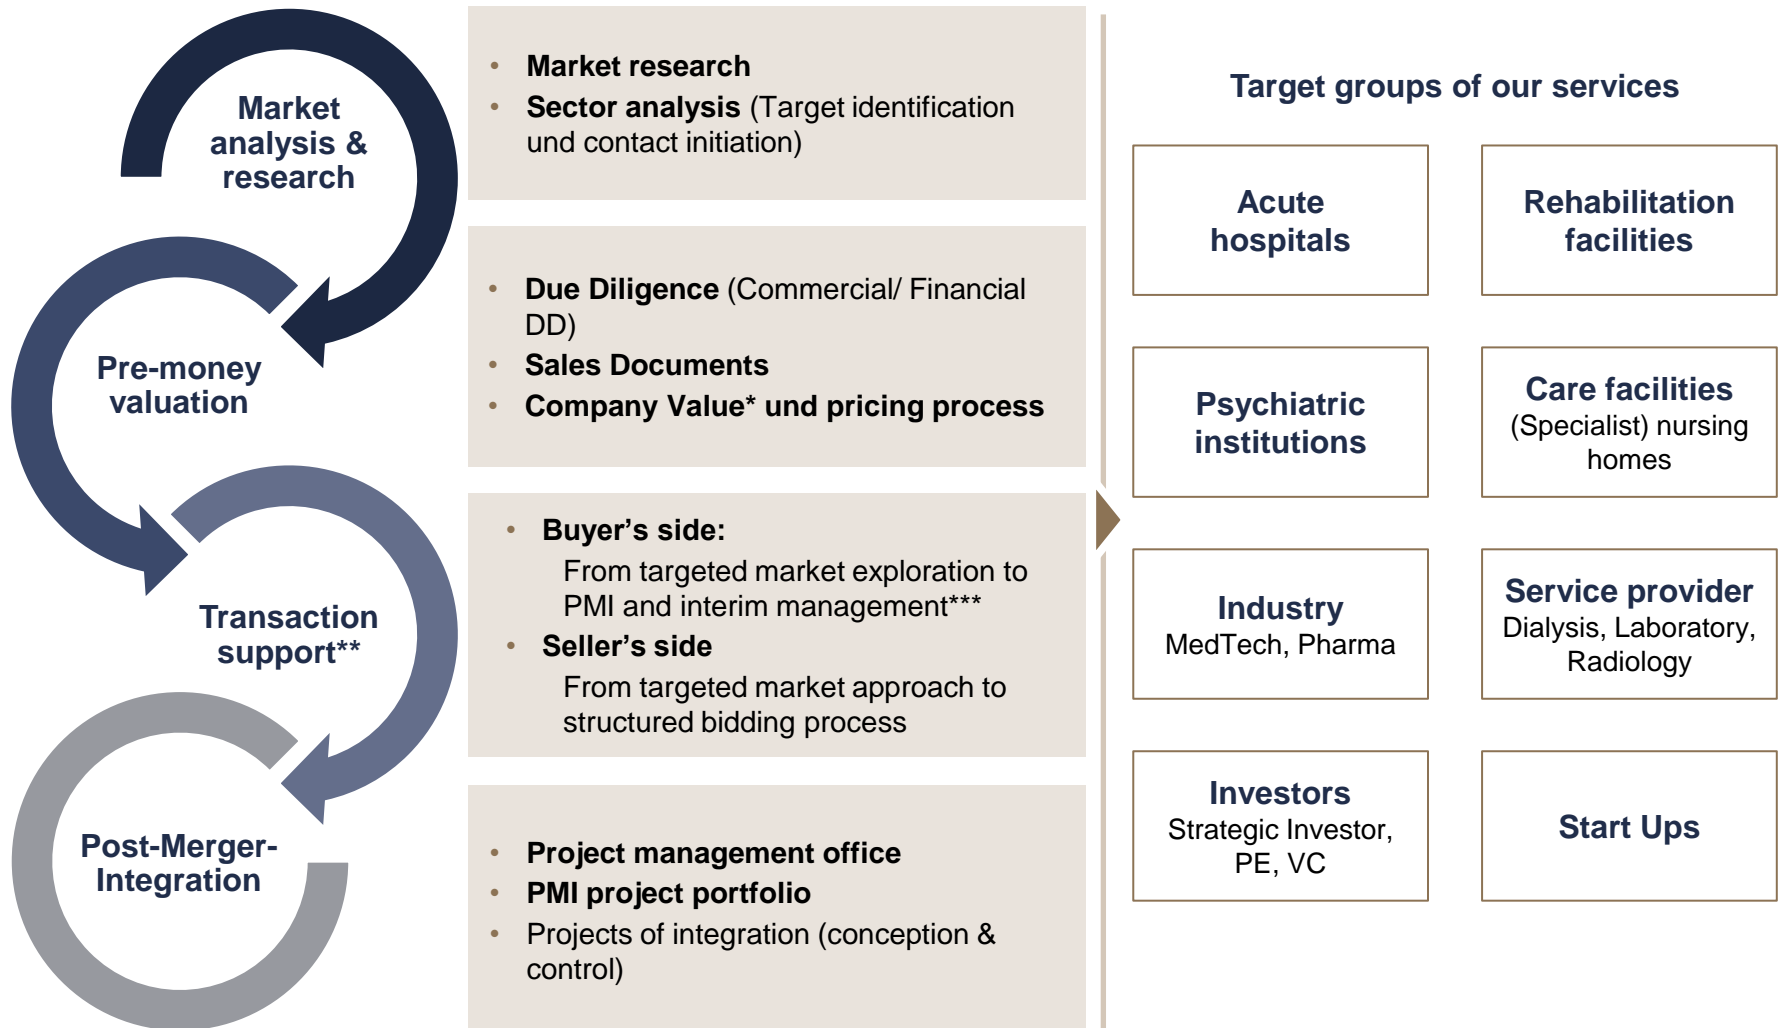 Market
analysis &
research
• Market research
• Sector analysis (Target identification
und contact initiation)
Pre-money
valuation
• Due Diligence (Commercial/ Financial
DD)
• Sales Documents
• Company Value* und pricing process
Transaction
support**
• Buyer’s side:
From targeted market exploration to
PMI and interim management***
• Seller’s side
From targeted market approach to
structured bidding process
Post-Merger-
Integration
• Project management office
• PMI project portfolio
• Projects of integration (conception &
control)
Target groups of our services
Acute
hospitals
Rehabilitation
facilities
Psychiatric
institutions
Care facilities
(Specialist) nursing
homes
Industry
MedTech, Pharma
Service provider
Dialysis, Laboratory,
Radiology
Investors
Strategic Investor,
PE, VC
Start Ups